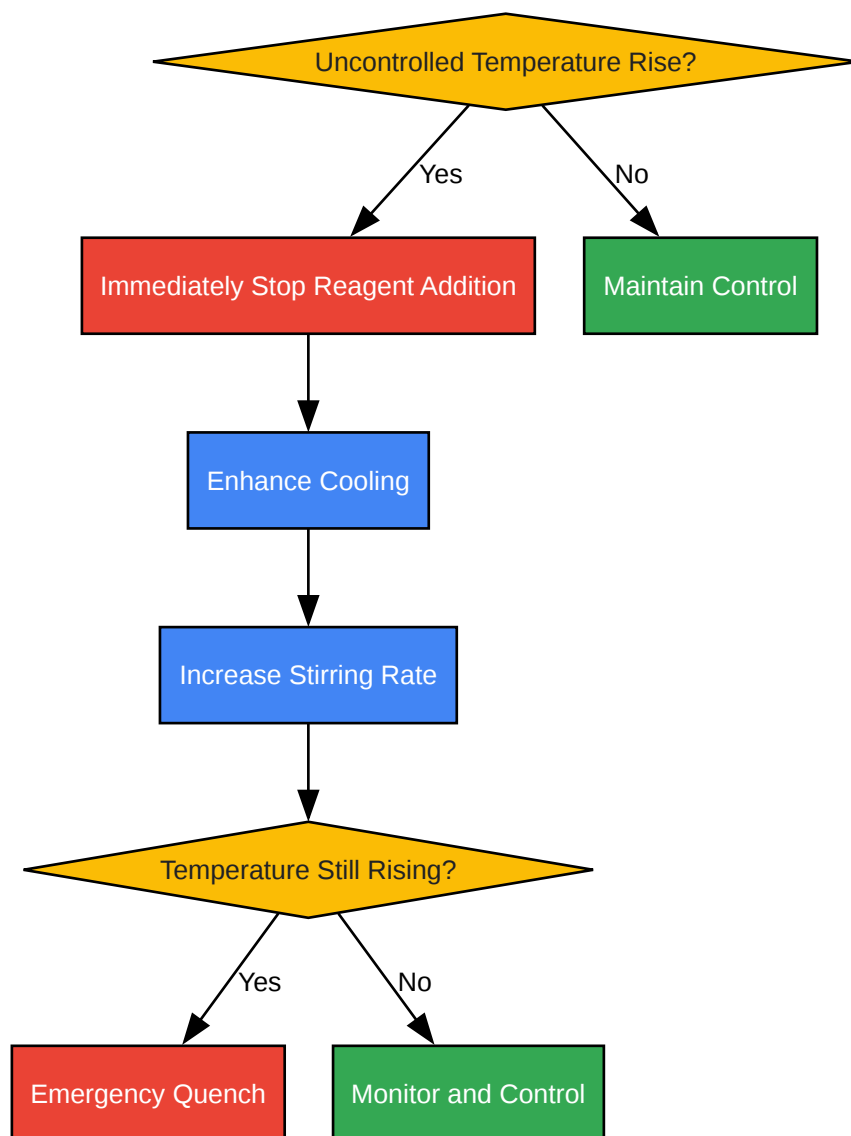 Uncontrolled Temperature Rise?
Yes
No
Immediately Stop Reagent Addition
Maintain Control
Enhance Cooling
Increase Stirring Rate
Temperature Still Rising?
Yes
No
Emergency Quench
Monitor and Control